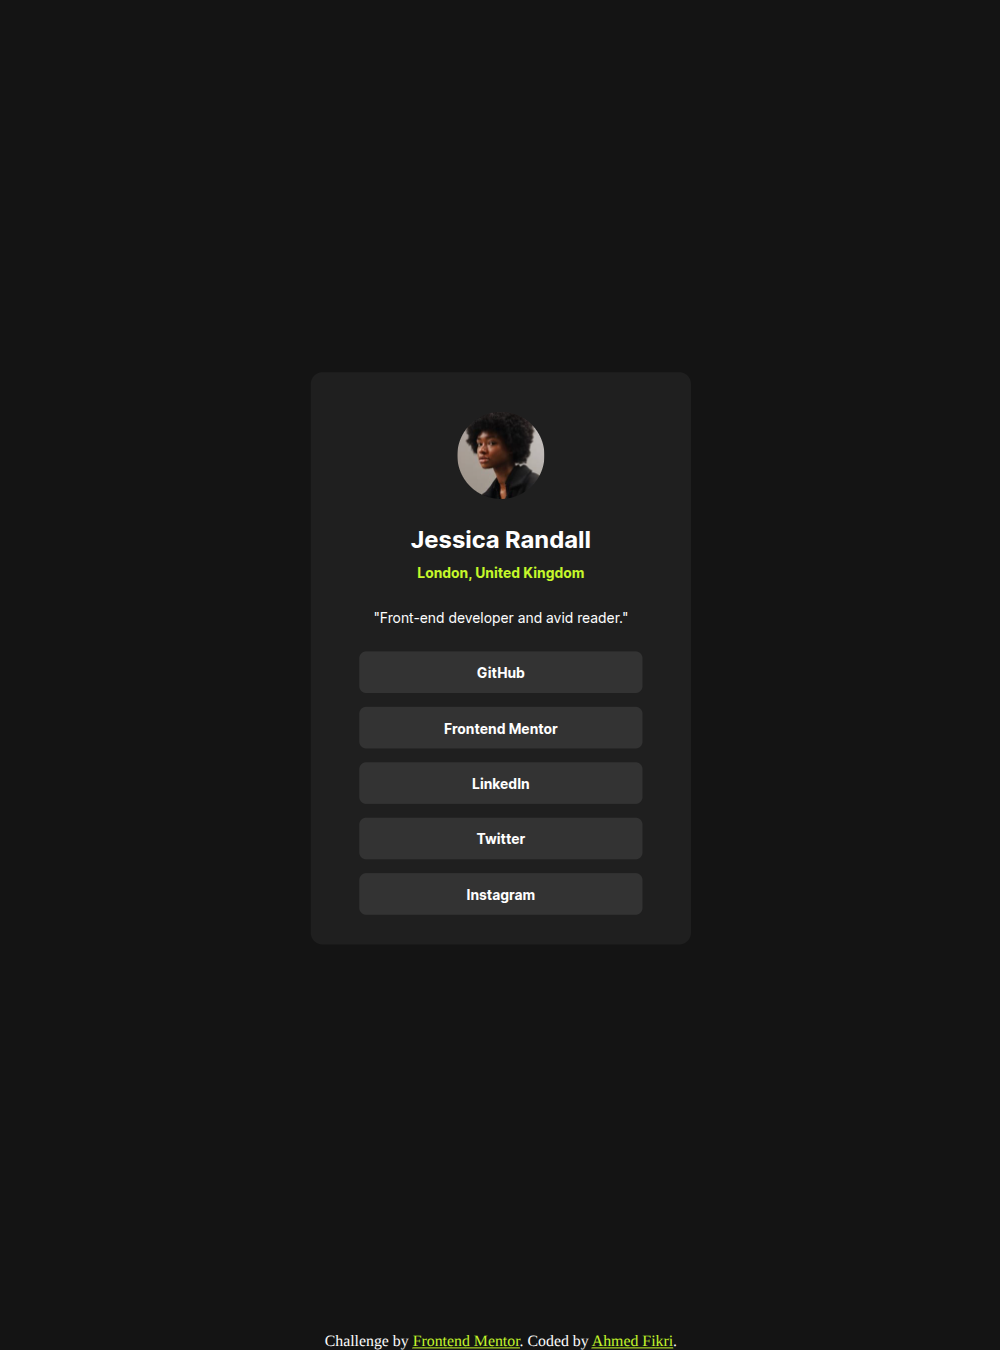 Jessica Randall
London, United Kingdom
"Front-end developer and avid reader."
GitHub
Frontend Mentor
LinkedIn
Twitter
Instagram
Challenge by Frontend Mentor. Coded by Ahmed Fikri.